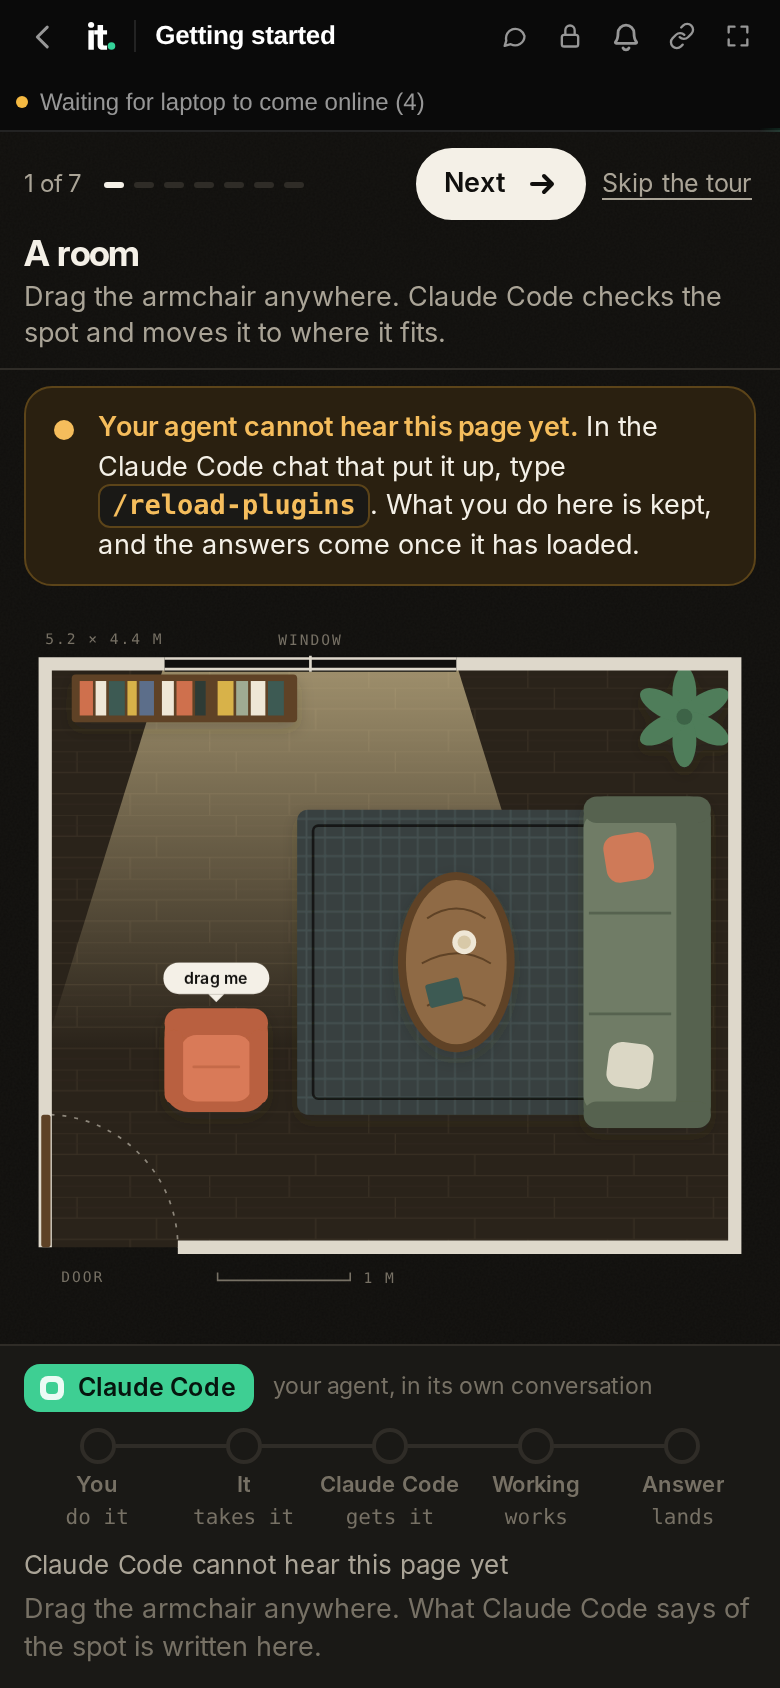 it.
Getting started
Waiting for laptop to come online (4)
1 of 7
Next
Skip the tour
A room
Drag the armchair anywhere. Claude Code checks the
spot and moves it to where it fits.
Your agent cannot hear this page yet. In the
Claude Code chat that put it up, type
/reload-plugins. What you do here is kept,
and the answers come once it has loaded.
5.2 × 4.4 M
WINDOW
drag me
DOOR
1 M
Claude Code
your agent, in its own conversation
You
It
Claude Code
Working
Answer
do it
takes it
gets it
works
lands
Claude Code cannot hear this page yet
Drag the armchair anywhere. What Claude Code says of
the spot is written here.